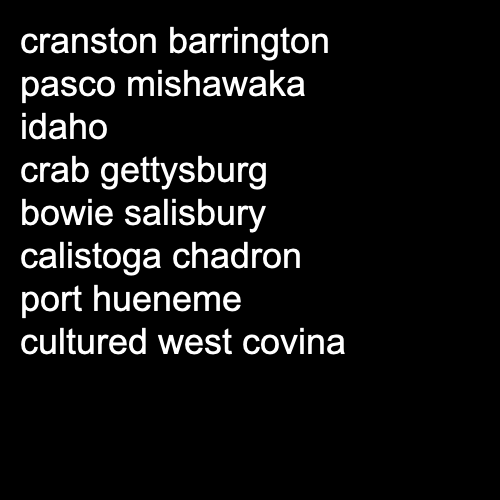 cranston barrington
pasco mishawaka
idaho
crab gettysburg
bowie salisbury
calistoga chadron
port hueneme
cultured west covina